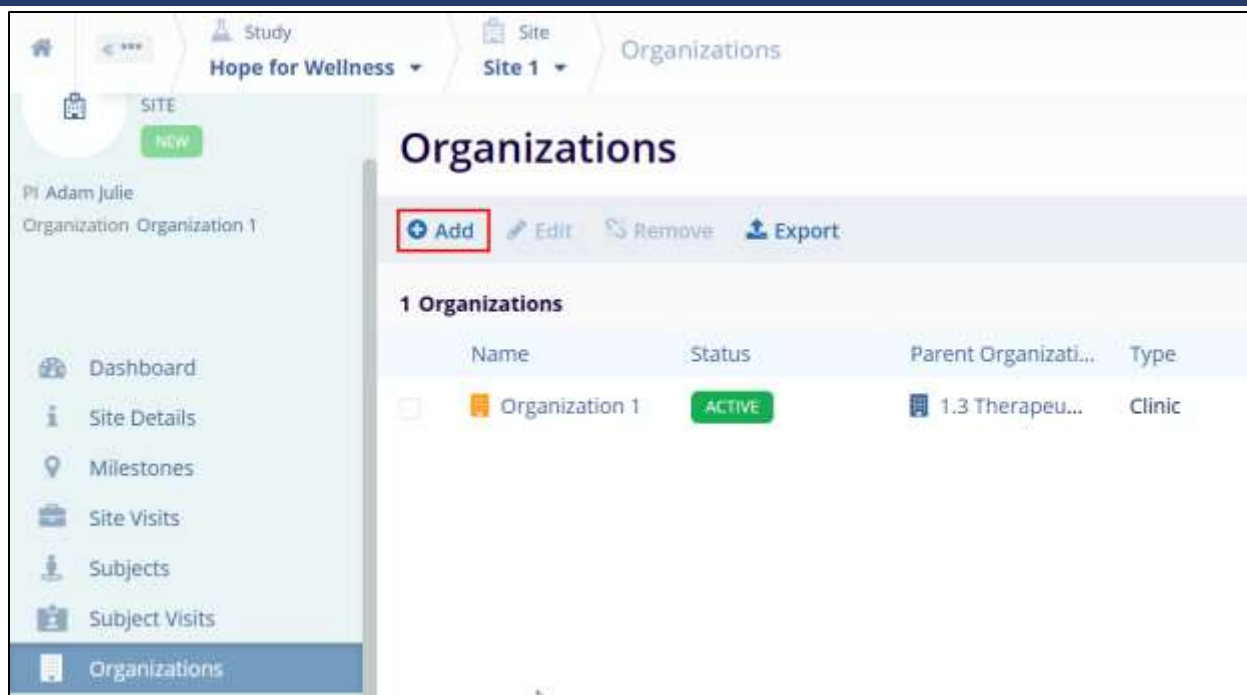 Study
Site
Organizations
Hope for Wellness
Site 1
SITE
NEW
PI Adam Julie
Organization Organization 1
Organizations
Add Edit Remove Export
1 Organizations
Name Status Parent Organizati... Type
Organization 1 ACTIVE 1.3 Therapeu... Clinic
Dashboard
Site Details
Milestones
Site Visits
Subjects
Subject Visits
Organizations